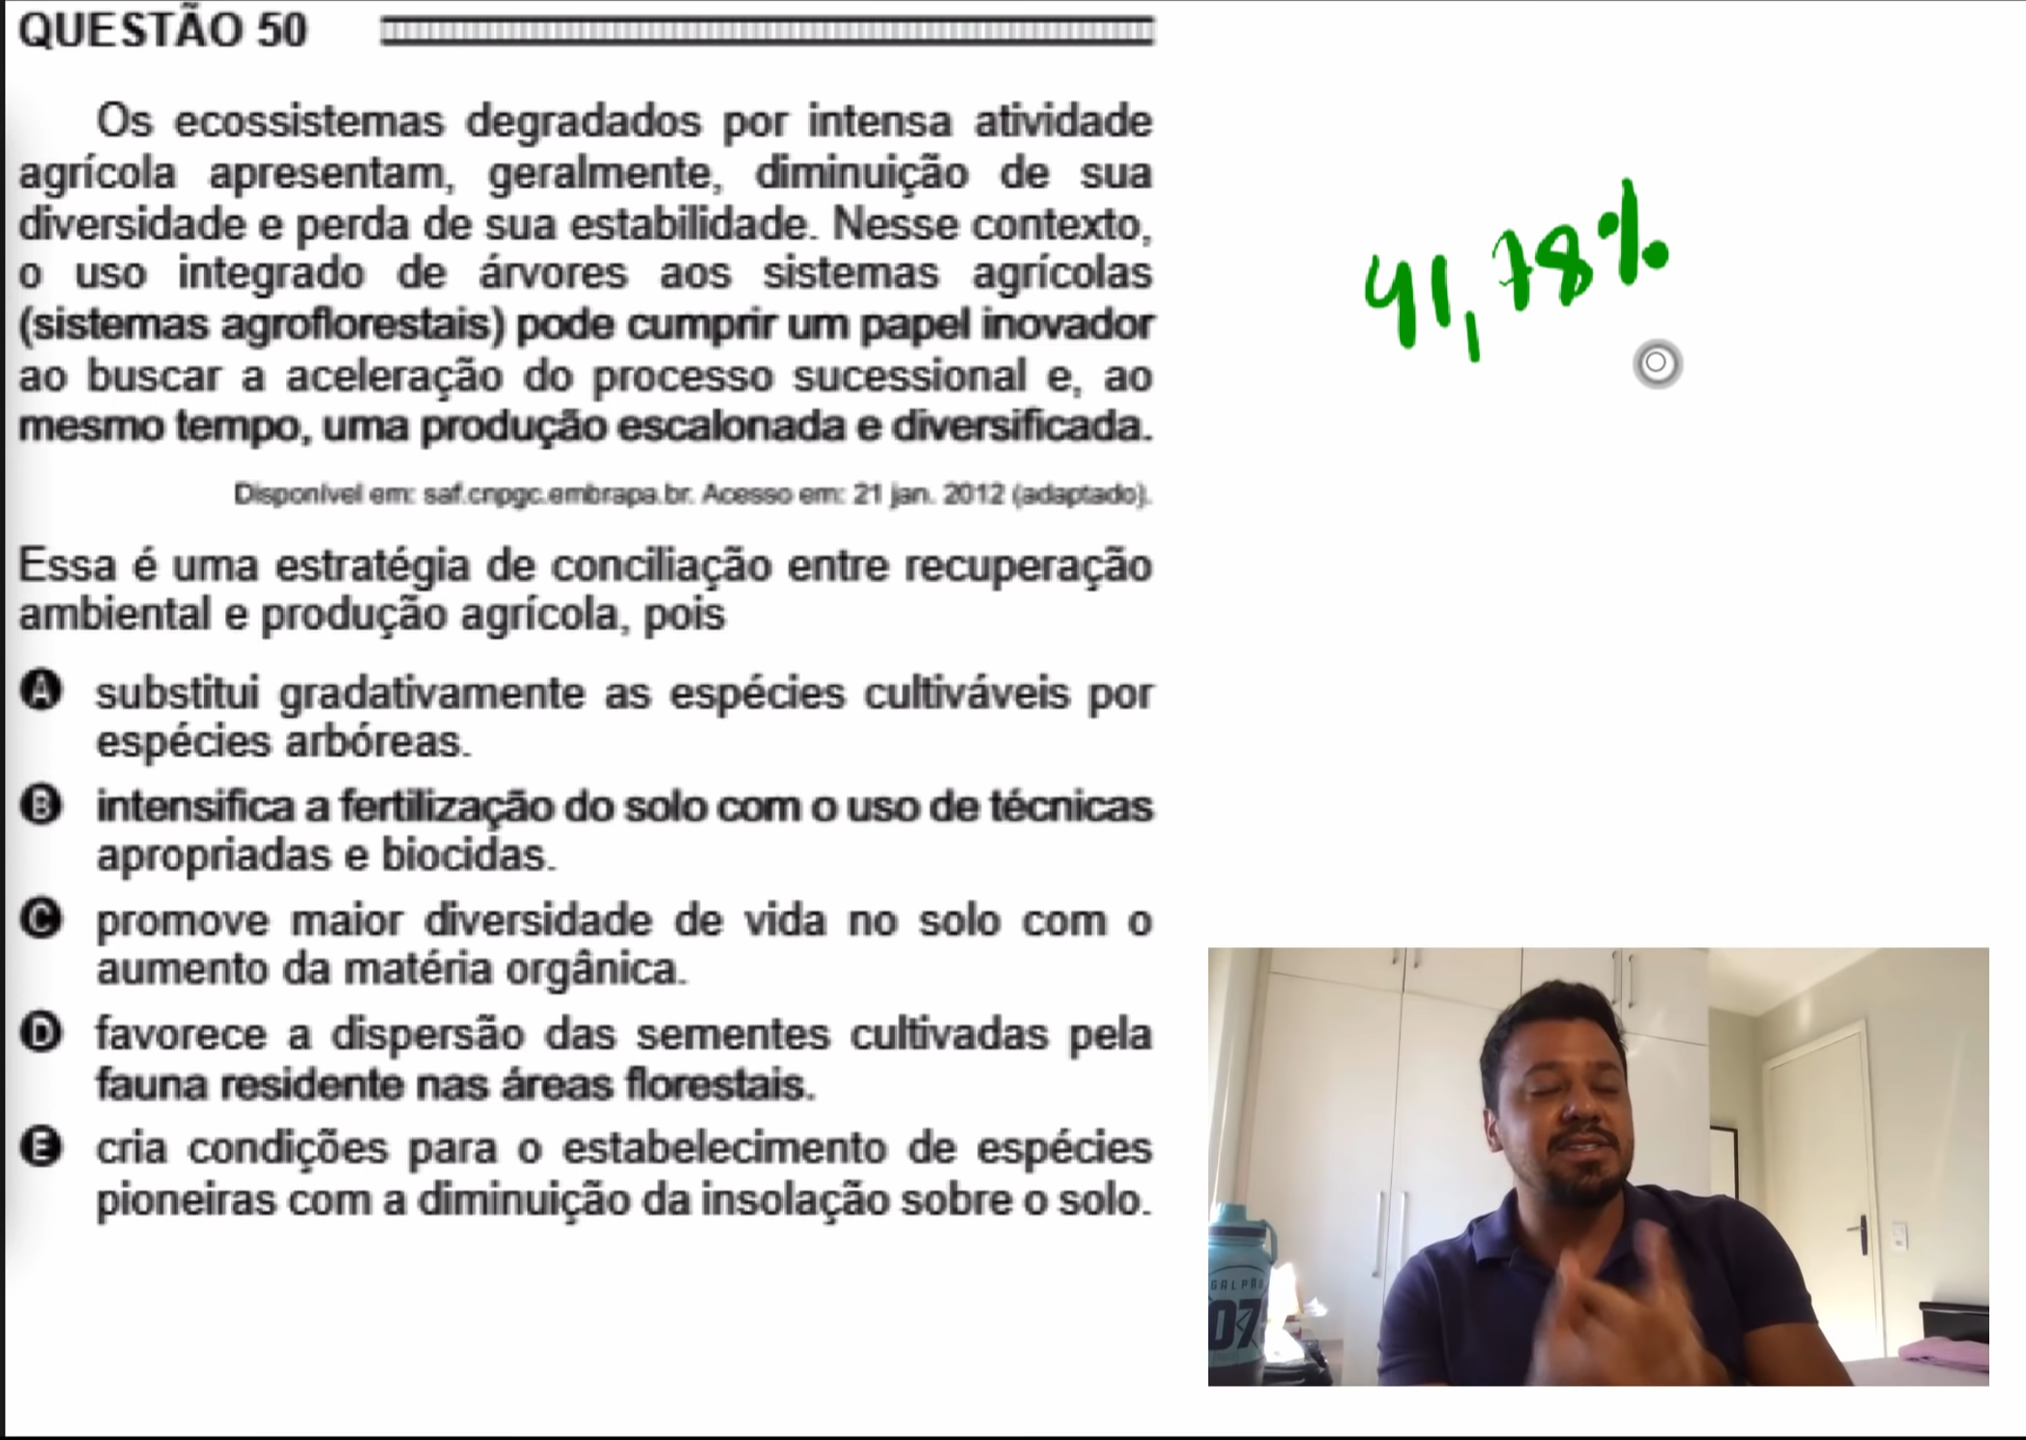 QUESTÃO 50
Os ecossistemas degradados por intensa atividade
agrícola apresentam, geralmente, diminuição de sua
diversidade e perda de sua estabilidade. Nesse contexto,
o uso integrado de árvores aos sistemas agrícolas
(sistemas agroflorestais) pode cumprir um papel inovador
ao buscar a aceleração do processo sucessional e, ao
mesmo tempo, uma produção escalonada e diversificada.
Disponível em: saf.cnpgc.embrapa.br. Acesso em: 21 jan. 2012 (adaptado).
Essa é uma estratégia de conciliação entre recuperação
ambiental e produção agrícola, pois
A substitui gradativamente as espécies cultiváveis por
espécies arbóreas.
B intensifica a fertilização do solo com o uso de técnicas
apropriadas e biocidas.
C promove maior diversidade de vida no solo com o
aumento da matéria orgânica.
D favorece a dispersão das sementes cultivadas pela
fauna residente nas áreas florestais.
E cria condições para o estabelecimento de espécies
pioneiras com a diminuição da insolação sobre o solo.
41,78%
GALPÃO
07